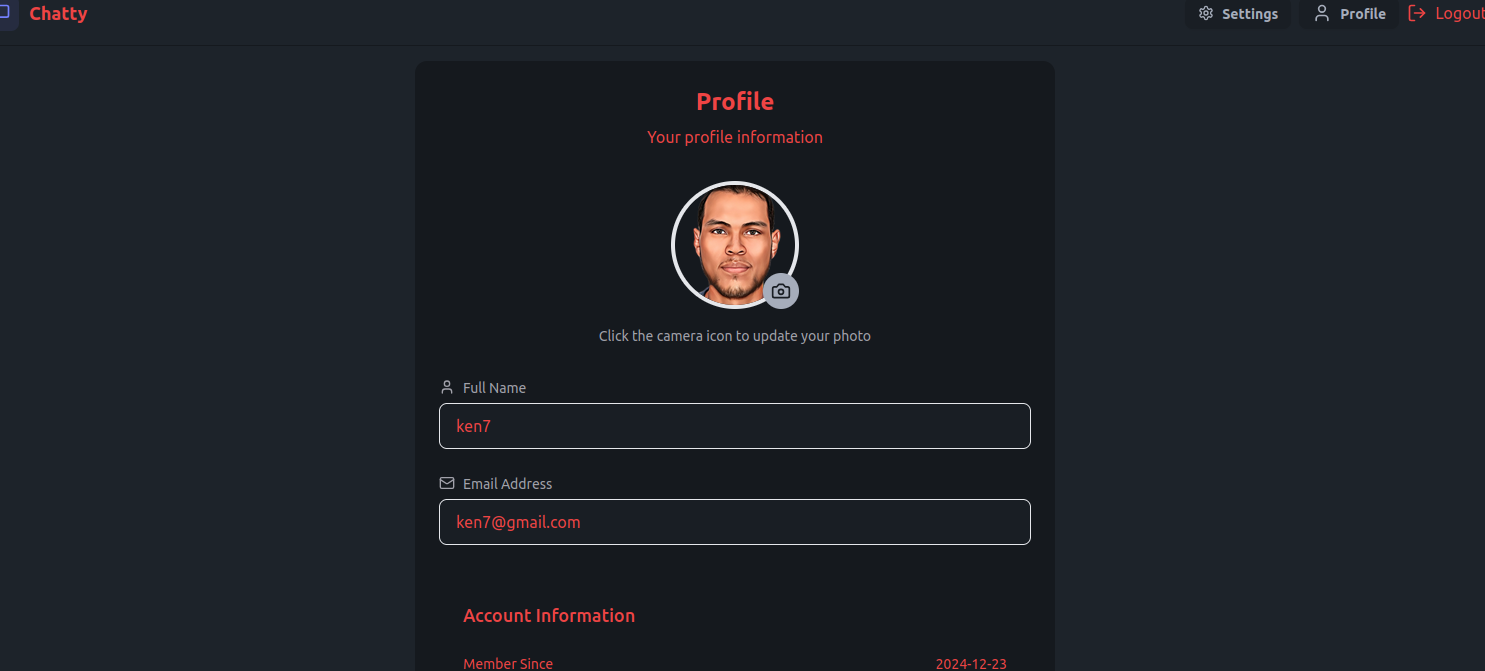 Chatty
Settings
Profile
Logout
Profile
Your profile information
Click the camera icon to update your photo
Full Name
ken7
Email Address
ken7@gmail.com
Account Information
Member Since 2024-12-23